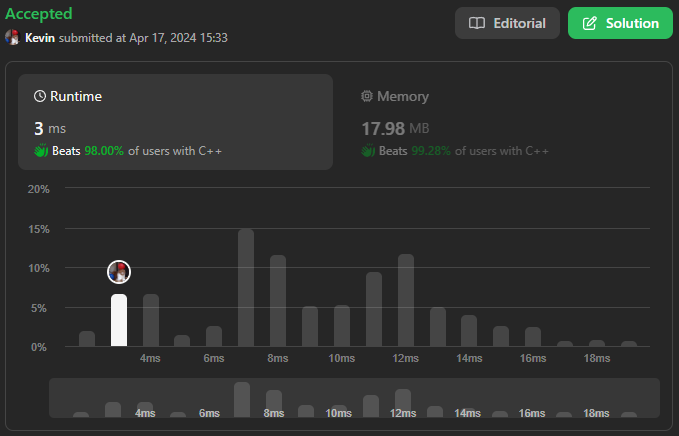 Accepted
Editorial
Solution
Kevin submitted at Apr 17, 2024 15:33
Runtime
3 ms
Beats 98.00% of users with C++
Memory
17.98 MB
Beats 99.28% of users with C++
20%
15%
10%
5%
0%
4ms 6ms 8ms 10ms 12ms 14ms 16ms 18ms
4ms 6ms 8ms 10ms 12ms 14ms 16ms 18ms